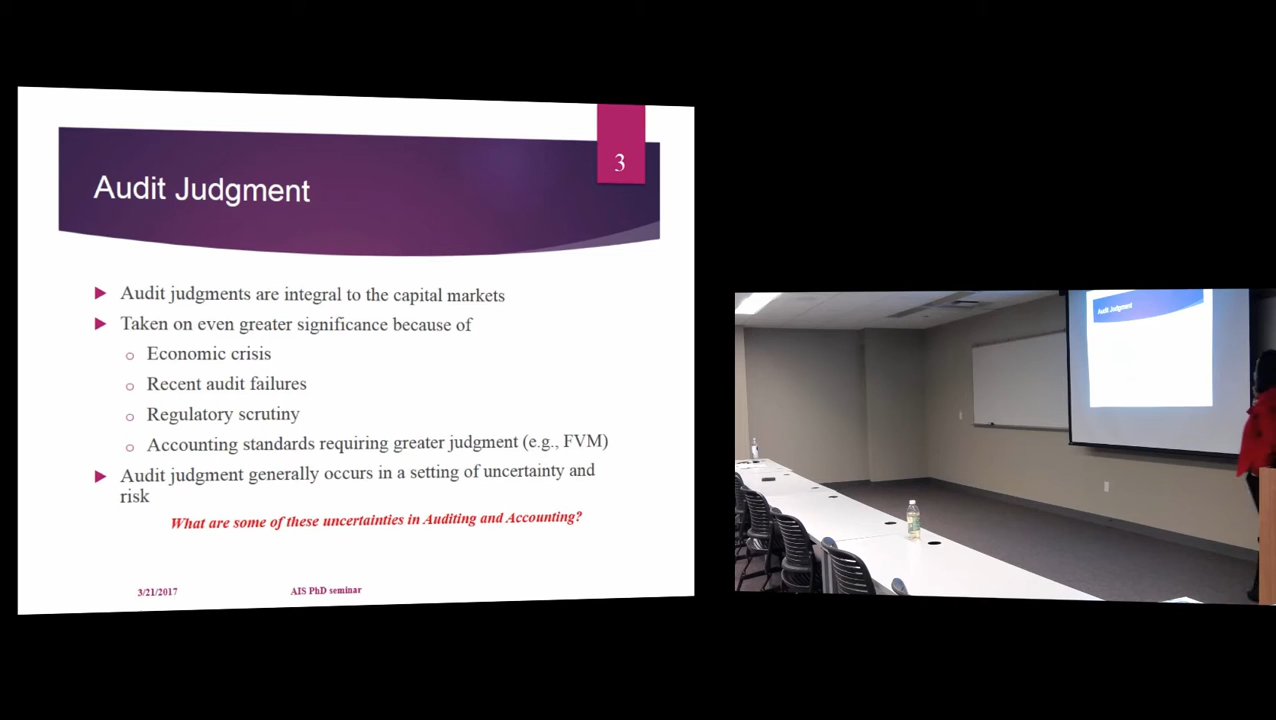 3
Audit Judgment
Audit judgments are integral to the capital markets
Taken on even greater significance because of
Economic crisis
Recent audit failures
Regulatory scrutiny
Accounting standards requiring greater judgment (e.g., FVM)
Audit judgment generally occurs in a setting of uncertainty and
risk
What are some of these uncertainties in Auditing and Accounting?
3/21/2017
AIS PhD seminar
Audit Judgment